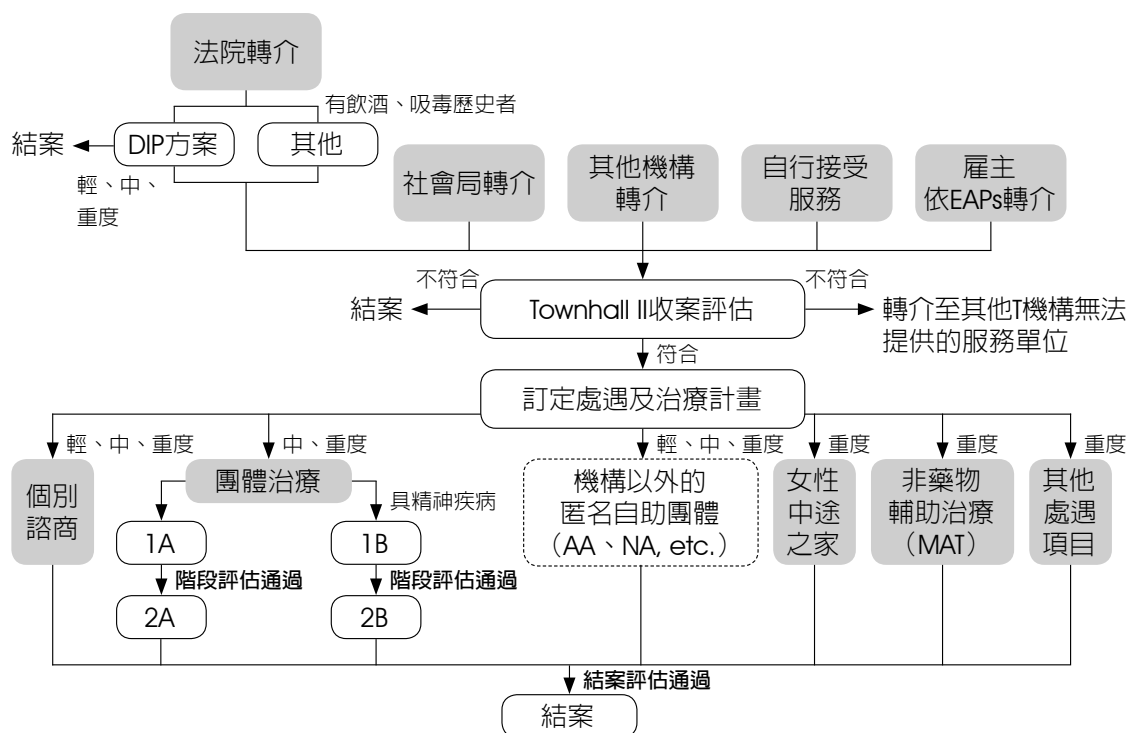 法院轉介
有飲酒、吸毒歷史者
結案
DIP方案
其他
輕、中、
重度
社會局轉介
其他機構
轉介
自行接受
服務
雇主
依EAPs轉介
不符合
不符合
結案
Townhall II收案評估
轉介至其他T機構無法
提供的服務單位
符合
訂定處遇及治療計畫
輕、中、重度
中、重度
輕、中、重度
重度
重度
重度
個別
諮商
團體治療
具精神疾病
1A
1B
階段評估通過
階段評估通過
2A
2B
機構以外的
匿名自助團體
（AA、NA, etc.）
女性
中途
之家
非藥物
輔助治療
（MAT）
其他
處遇
項目
結案評估通過
結案